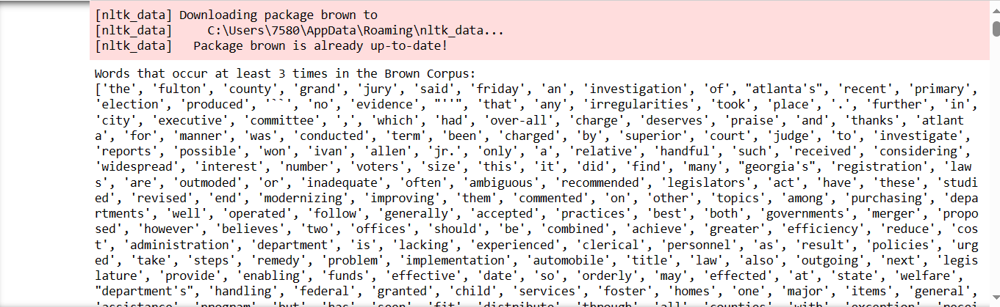 [nltk_data] Downloading package brown to
[nltk_data]     C:\Users\7580\AppData\Roaming\nltk_data...
[nltk_data]   Package brown is already up-to-date!
Words that occur at least 3 times in the Brown Corpus:
['the', 'fulton', 'county', 'grand', 'jury', 'said', 'friday', 'an', 'investigation', 'of', "atlanta's", 'recent', 'primary',
'election', 'produced', '``', 'no', 'evidence', "''", 'that', 'any', 'irregularities', 'took', 'place', '.', 'further', 'in',
'city', 'executive', 'committee', ',', 'which', 'had', 'over-all', 'charge', 'deserves', 'praise', 'and', 'thanks', 'atlant
a', 'for', 'manner', 'was', 'conducted', 'term', 'been', 'charged', 'by', 'superior', 'court', 'judge', 'to', 'investigate',
'reports', 'possible', 'won', 'ivan', 'allen', 'jr.', 'only', 'a', 'relative', 'handful', 'such', 'received', 'considering',
'widespread', 'interest', 'number', 'voters', 'size', 'this', 'it', 'did', 'find', 'many', "georgia's", 'registration', 'law
s', 'are', 'outmoded', 'or', 'inadequate', 'often', 'ambiguous', 'recommended', 'legislators', 'act', 'have', 'these', 'studi
ed', 'revised', 'end', 'modernizing', 'improving', 'them', 'commented', 'on', 'other', 'topics', 'among', 'purchasing', 'depa
rtments', 'well', 'operated', 'follow', 'generally', 'accepted', 'practices', 'best', 'both', 'governments', 'merger', 'propo
sed', 'however', 'believes', 'two', 'offices', 'should', 'be', 'combined', 'achieve', 'greater', 'efficiency', 'reduce', 'cos
t', 'administration', 'department', 'is', 'lacking', 'experienced', 'clerical', 'personnel', 'as', 'result', 'policies', 'urg
ed', 'take', 'steps', 'remedy', 'problem', 'implementation', 'automobile', 'title', 'law', 'also', 'outgoing', 'next', 'legis
lature', 'provide', 'enabling', 'funds', 'effective', 'date', 'so', 'orderly', 'may', 'effected', 'at', 'state', 'welfare',
"department's", 'handling', 'federal', 'granted', 'child', 'services', 'foster', 'homes', 'one', 'major', 'items', 'general',
'assistance', 'program', 'but', 'has', 'seen', 'fit', 'distribute', 'through', 'all', 'counties', 'with', 'exception', 'recei